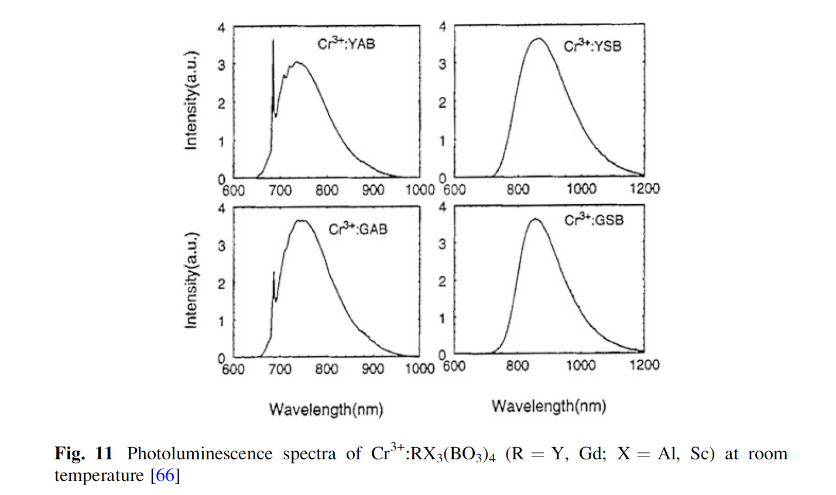 4
3
2
1
0
600 700 800 900 1000
Intensity(a.u.)
Cr³⁺:YAB
4
3
2
1
0
600 800 1000 1200
Cr³⁺:YSB
4
3
2
1
0
600 700 800 900 1000
Intensity(a.u.)
Cr³⁺:GAB
Wavelength(nm)
4
3
2
1
0
600 800 1000 1200
Cr³⁺:GSB
Wavelength(nm)
Fig. 11 Photoluminescence spectra of Cr³⁺:RX₃(BO₃)₄ (R = Y, Gd; X = Al, Sc) at room
temperature [66]